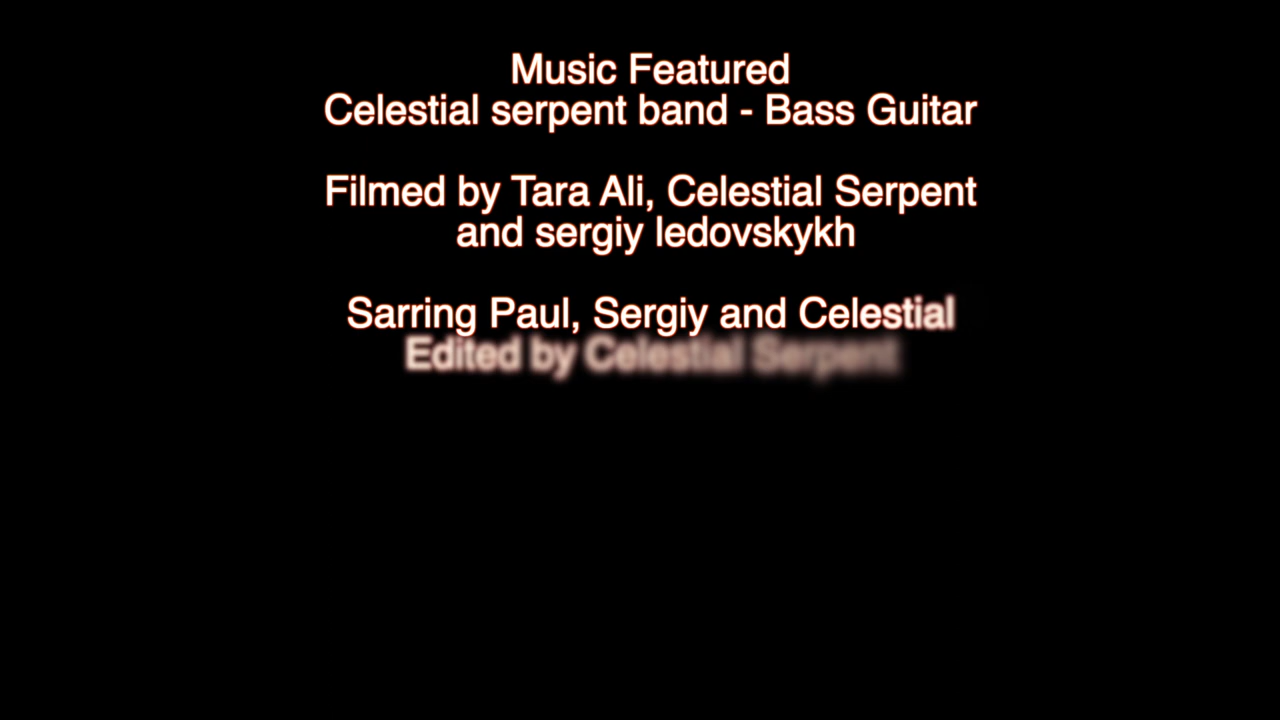 Music Featured
Celestial serpent band - Bass Guitar
Filmed by Tara Ali, Celestial Serpent
and sergiy ledovskykh
Sarring Paul, Sergiy and Celestial
Edited by Celestial Serpent